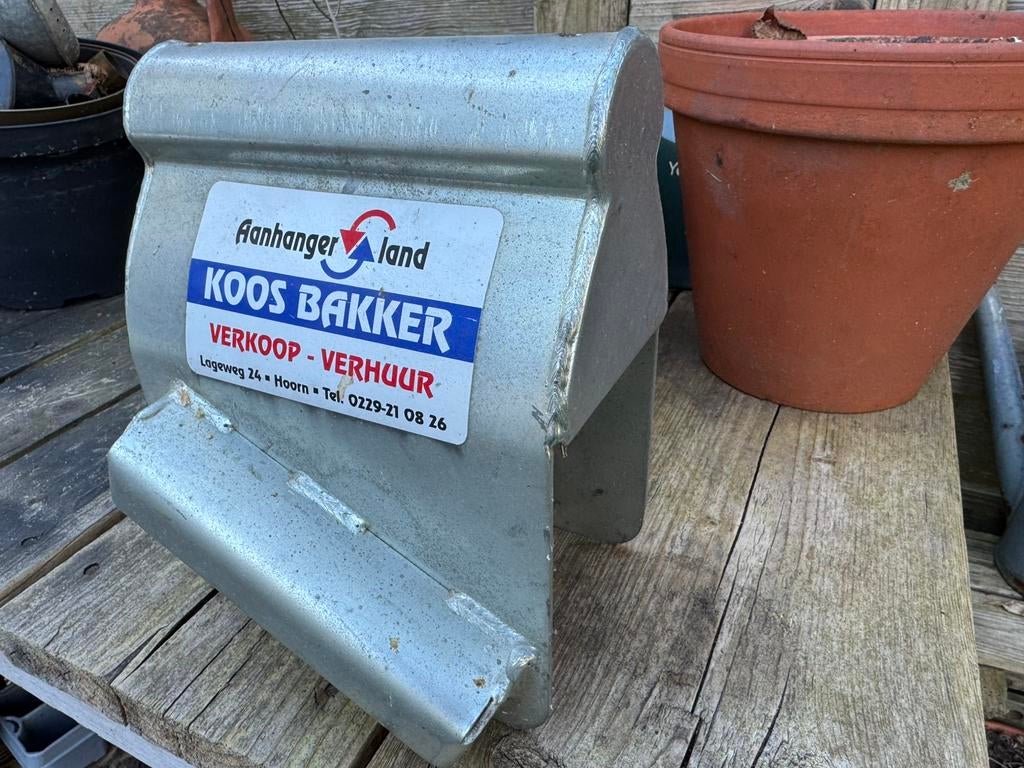 Aanhanger land
KOOS BAKKER
VERKOOP - VERHUUR
Lageweg 24 ▪ Hoorn ▪ Tel. 0229-21 08 26